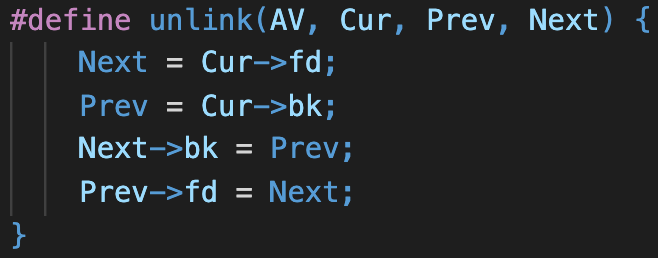 #define unlink(AV, Cur, Prev, Next) {
Next = Cur->fd;
Prev = Cur->bk;
Next->bk = Prev;
Prev->fd = Next;
}